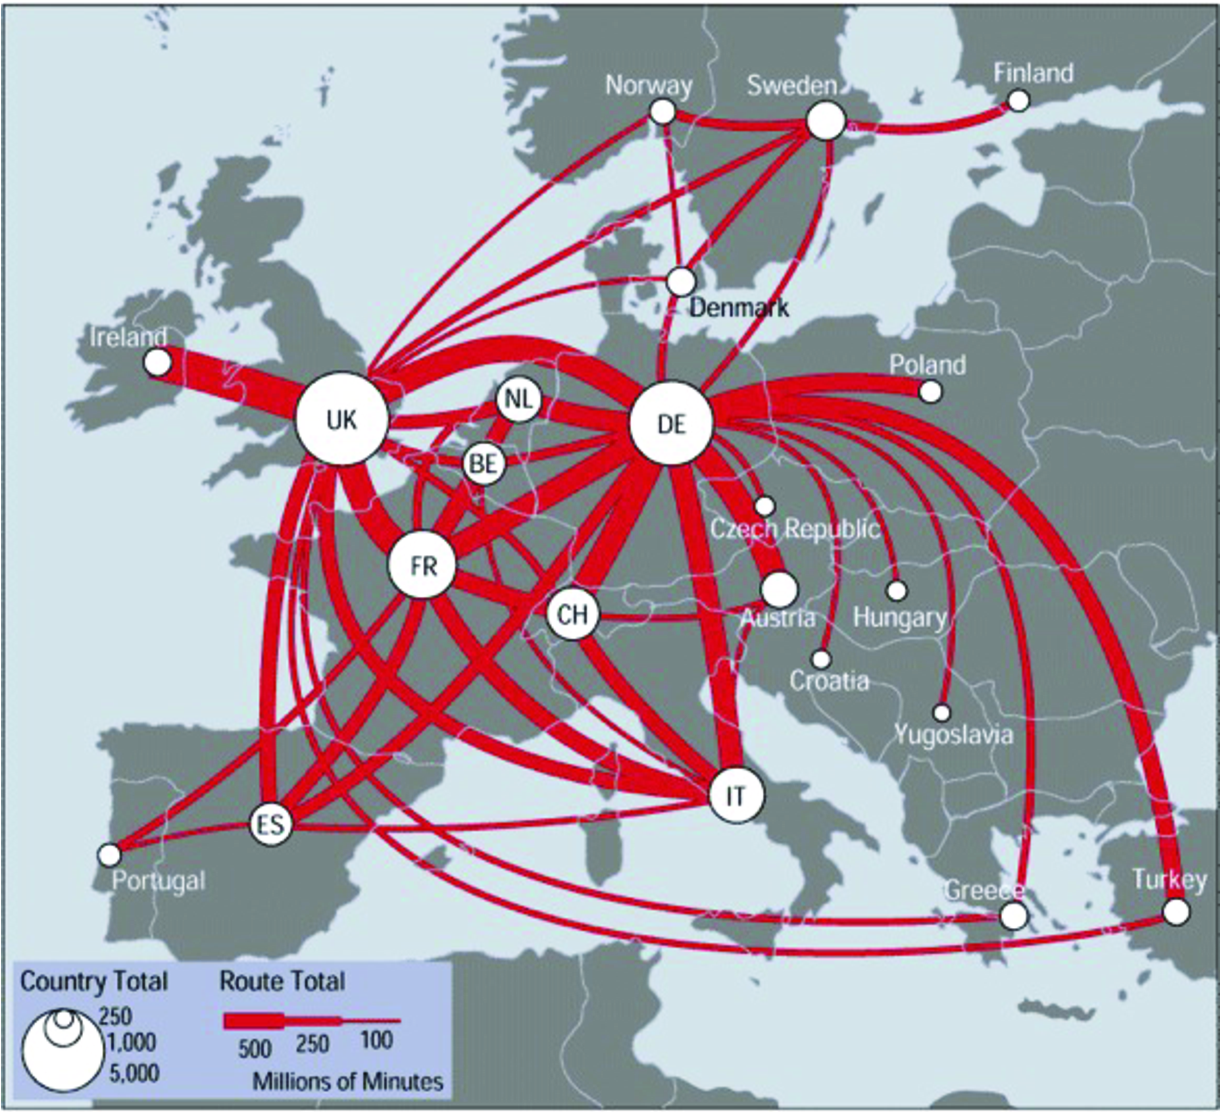 Norway
Sweden
Finland
Denmark
Ireland
Poland
UK
NL
DE
BE
Czech Republic
FR
CH
Austria
Hungary
Croatia
Yugoslavia
IT
ES
Portugal
Greece
Turkey
Country Total
250
1,000
5,000
Route Total
500
250
100
Millions of Minutes